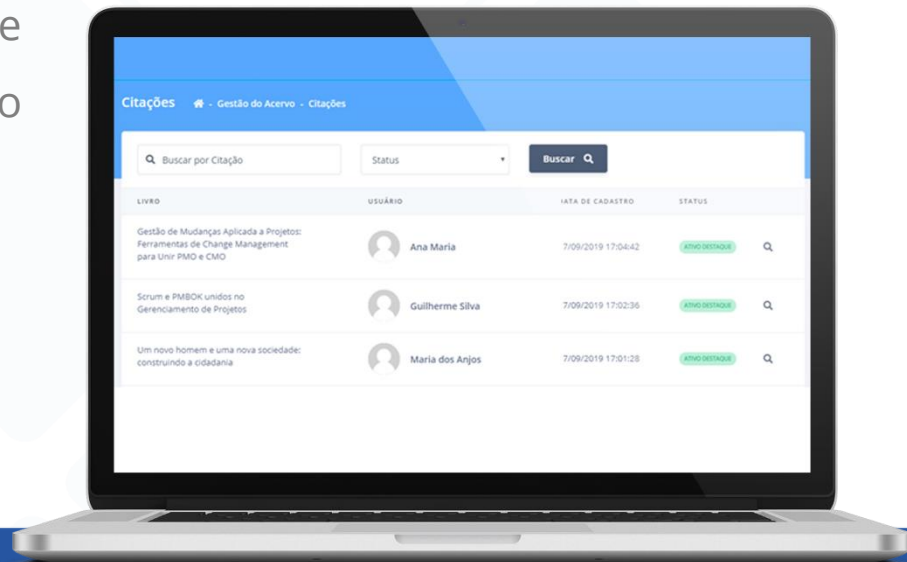 e
o
Citações - Gestão do Acervo - Citações
Buscar por Citação Status Buscar
LIVRO USUÁRIO IATA DE CADASTRO STATUS
Gestão de Mudanças Aplicada a Projetos:
Ferramentas de Change Management
para Unir PMO e CMO
Ana Maria 7/09/2019 17:04:42 ATIVO DESTAQUE
Scrum e PMBOK unidos no
Gerenciamento de Projetos
Guilherme Silva 7/09/2019 17:02:36 ATIVO DESTAQUE
Um novo homem e uma nova sociedade:
construindo a cidadania
Maria dos Anjos 7/09/2019 17:01:28 ATIVO DESTAQUE